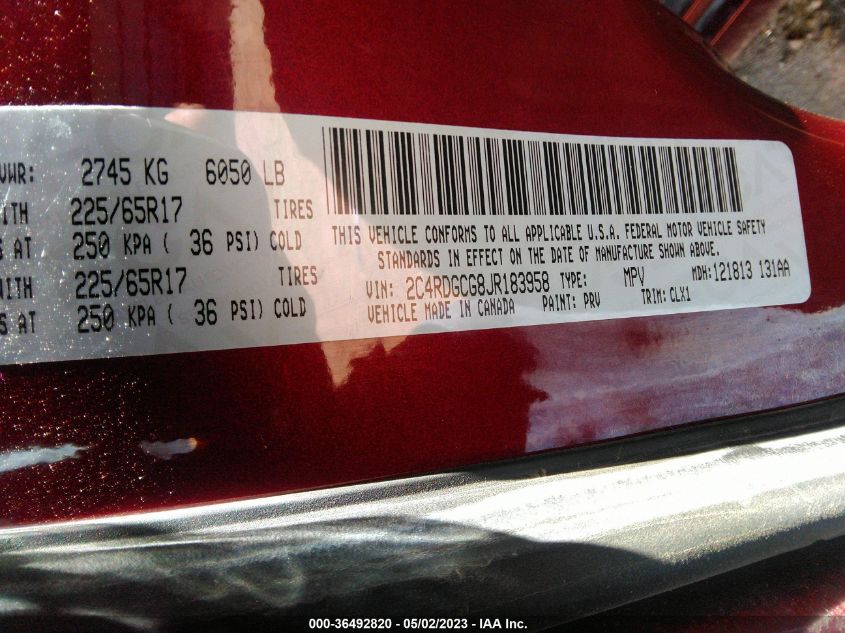 VWR: 2745 KG 6050 LB
ITH 225/65R17 TIRES
S AT 250 KPA ( 36 PSI) COLD
WITH 225/65R17 TIRES
S AT 250 KPA ( 36 PSI) COLD
THIS VEHICLE CONFORMS TO ALL APPLICABLE U.S.A. FEDERAL MOTOR VEHICLE SAFETY
STANDARDS IN EFFECT ON THE DATE OF MANUFACTURE SHOWN ABOVE.
VIN: 2C4RDGCG8JR183958 TYPE: MPV MDH: 121813 131AA
VEHICLE MADE IN CANADA PAINT: PRV TRIM: CLX1
000-36492820 - 05/02/2023 - IAA Inc.